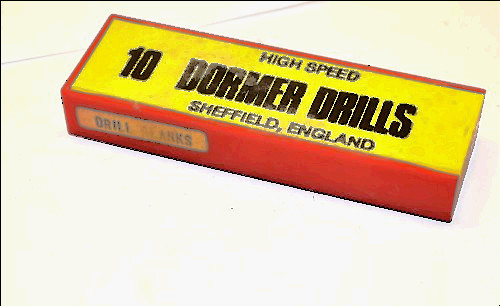 HIGH SPEED
10 DORMER DRILLS
SHEFFIELD, ENGLAND
DRILL BLANKS